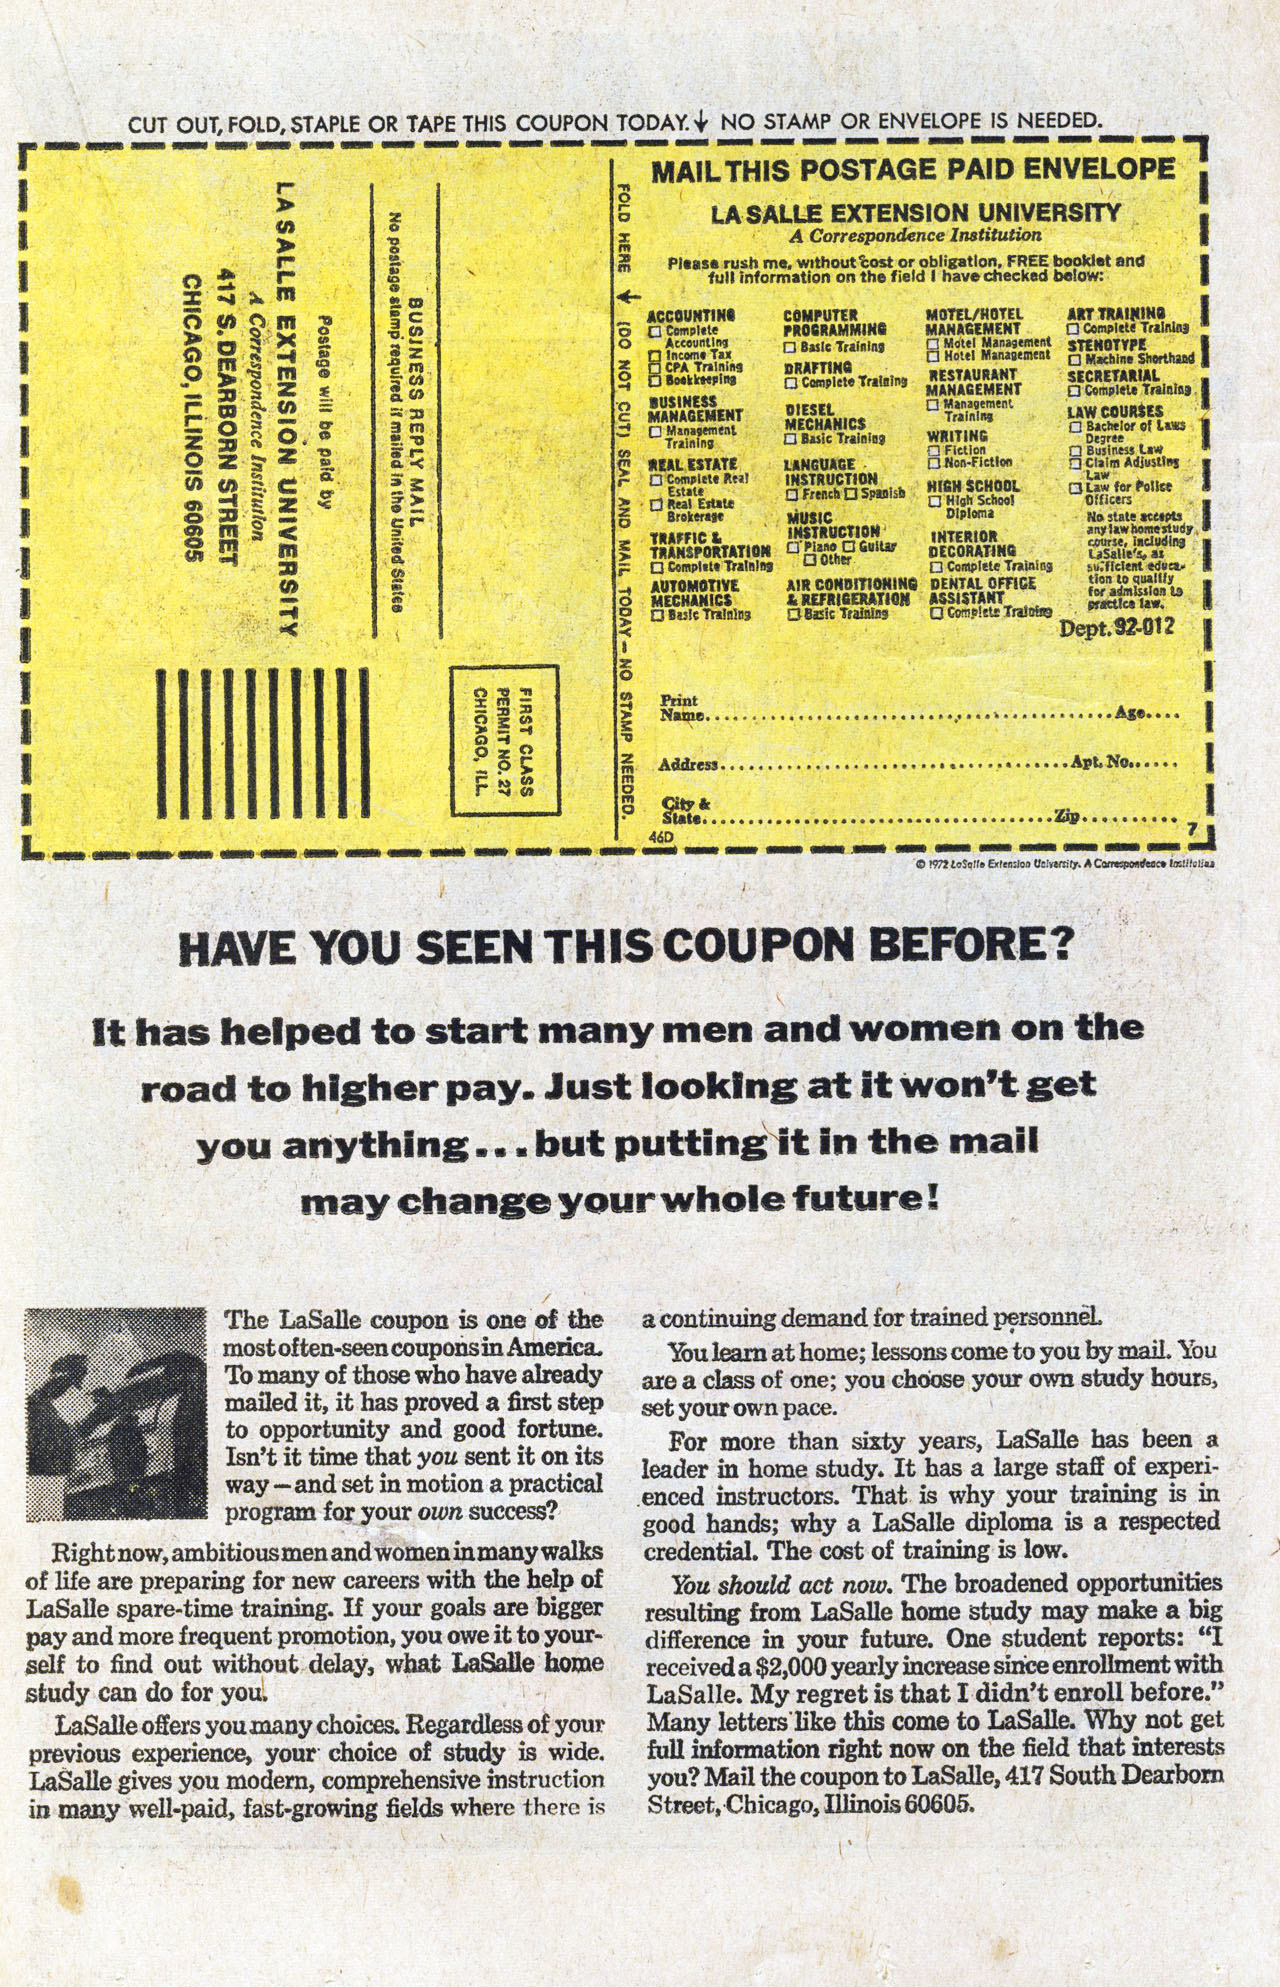 CUT OUT, FOLD, STAPLE OR TAPE THIS COUPON TODAY. ↓ NO STAMP OR ENVELOPE IS NEEDED.
No postage stamp required if mailed in the United States
BUSINESS REPLY MAIL
Postage will be paid by
LA SALLE EXTENSION UNIVERSITY
A Correspondence Institution
417 S. DEARBORN STREET
CHICAGO, ILLINOIS 60605
FIRST CLASS
PERMIT NO. 27
CHICAGO, ILL.
FOLD HERE ↓ (DO NOT CUT) SEAL AND MAIL TODAY – NO STAMP NEEDED.
MAIL THIS POSTAGE PAID ENVELOPE
LA SALLE EXTENSION UNIVERSITY
A Correspondence Institution
Please rush me, without cost or obligation, FREE booklet and
full information on the field I have checked below:
ACCOUNTING
☐ Complete
Accounting
☐ Income Tax
☐ CPA Training
☐ Bookkeeping
BUSINESS
MANAGEMENT
☐ Management
Training
REAL ESTATE
☐ Complete Real
Estate
☐ Real Estate
Brokerage
TRAFFIC &
TRANSPORTATION
☐ Complete Training
AUTOMOTIVE
MECHANICS
☐ Basic Training
COMPUTER
PROGRAMMING
☐ Basic Training
DRAFTING
☐ Complete Training
DIESEL
MECHANICS
☐ Basic Training
LANGUAGE
INSTRUCTION
☐ French ☐ Spanish
MUSIC
INSTRUCTION
☐ Piano ☐ Guitar
☐ Other
AIR CONDITIONING
& REFRIGERATION
☐ Basic Training
MOTEL/HOTEL
MANAGEMENT
☐ Motel Management
☐ Hotel Management
RESTAURANT
MANAGEMENT
☐ Management
Training
WRITING
☐ Fiction
☐ Non-Fiction
HIGH SCHOOL
☐ High School
Diploma
INTERIOR
DECORATING
☐ Complete Training
DENTAL OFFICE
ASSISTANT
☐ Complete Training
ART TRAINING
☐ Complete Training
STENOTYPE
☐ Machine Shorthand
SECRETARIAL
☐ Complete Training
LAW COURSES
☐ Bachelor of Laws
Degree
☐ Business Law
☐ Claim Adjusting
Law
☐ Law for Police
Officers
No state accepts
any law home study
course, including
LaSalle's, as
sufficient educa-
tion to qualify
for admission to
practice law.
Dept. 92-012
Print
Name..........Age....
Address..........Apt. No......
City &
State..........Zip..........
46D 7
© 1972 LaSalle Extension University. A Correspondence Institution
HAVE YOU SEEN THIS COUPON BEFORE?
It has helped to start many men and women on the
road to higher pay. Just looking at it won't get
you anything...but putting it in the mail
may change your whole future!
The LaSalle coupon is one of the
most often-seen coupons in America.
To many of those who have already
mailed it, it has proved a first step
to opportunity and good fortune.
Isn't it time that you sent it on its
way – and set in motion a practical
program for your own success?
Right now, ambitious men and women in many walks
of life are preparing for new careers with the help of
LaSalle spare-time training. If your goals are bigger
pay and more frequent promotion, you owe it to your-
self to find out without delay, what LaSalle home
study can do for you.
LaSalle offers you many choices. Regardless of your
previous experience, your choice of study is wide.
LaSalle gives you modern, comprehensive instruction
in many well-paid, fast-growing fields where there is
a continuing demand for trained personnel.
You learn at home; lessons come to you by mail. You
are a class of one; you choose your own study hours,
set your own pace.
For more than sixty years, LaSalle has been a
leader in home study. It has a large staff of experi-
enced instructors. That is why your training is in
good hands; why a LaSalle diploma is a respected
credential. The cost of training is low.
You should act now. The broadened opportunities
resulting from LaSalle home study may make a big
difference in your future. One student reports: "I
received a $2,000 yearly increase since enrollment with
LaSalle. My regret is that I didn't enroll before."
Many letters like this come to LaSalle. Why not get
full information right now on the field that interests
you? Mail the coupon to LaSalle, 417 South Dearborn
Street, Chicago, Illinois 60605.